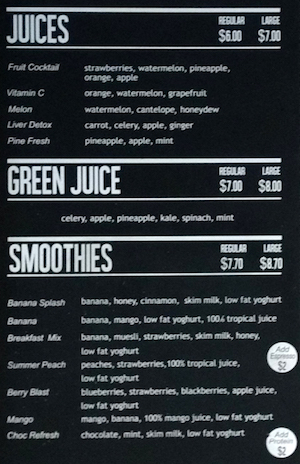 JUICES REGULAR LARGE
$6.00 $7.00
Fruit Cocktail strawberries, watermelon, pineapple,
orange, apple
Vitamin C orange, watermelon, grapefruit
Melon watermelon, cantelope, honeydew
Liver Detox carrot, celery, apple, ginger
Pine Fresh pineapple, apple, mint
GREEN JUICE REGULAR LARGE
$7.00 $8.00
celery, apple, pineapple, kale, spinach, mint
SMOOTHIES REGULAR LARGE
$7.70 $8.70
Banana Splash banana, honey, cinnamon, skim milk, low fat yoghurt
Banana banana, mango, low fat yoghurt, 100% tropical juice
Breakfast Mix banana, muesli, strawberries, skim milk, honey,
low fat yoghurt
Add
Espresso
$2
Summer Peach peaches, strawberries,100% tropical juice,
low fat yoghurt
Berry Blast blueberries, strawberries, blackberries, apple juice,
low fat yoghurt
Mango mango, banana, 100% mango juice, low fat yoghurt
Choc Refresh chocolate, mint, skim milk, low fat yoghurt
Add
Protein
$2